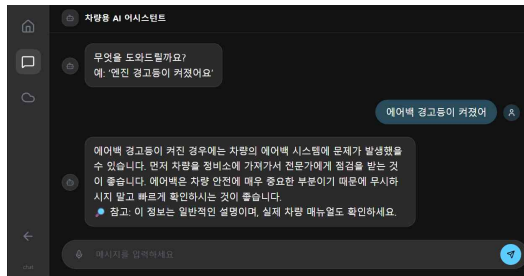 차량용 AI 어시스턴트
무엇을 도와드릴까요?
예: '엔진 경고등이 켜졌어요'
에어백 경고등이 켜졌어
에어백 경고등이 켜진 경우에는 차량의 에어백 시스템에 문제가 발생했을
수 있습니다. 먼저 차량을 정비소에 가져가서 전문가에게 점검을 받는 것
이 좋습니다. 에어백은 차량 안전에 매우 중요한 부분이기 때문에 무시하
시지 말고 빠르게 확인하시는 것이 좋습니다.
참고: 이 정보는 일반적인 설명이며, 실제 차량 매뉴얼도 확인하세요.
메시지를 입력하세요
chat